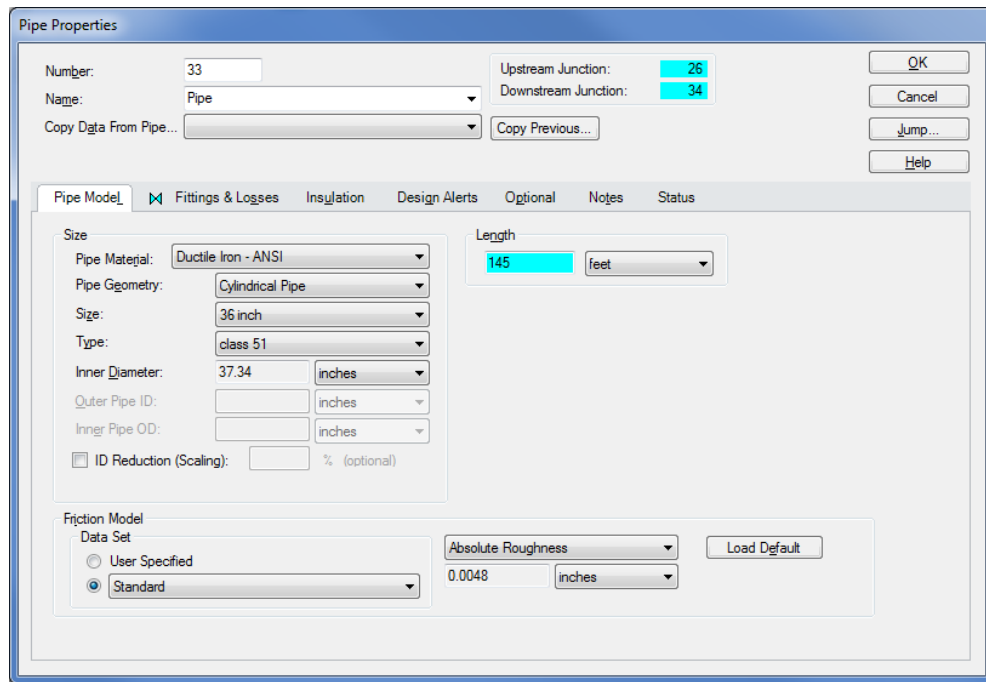 Pipe Properties
Number: 33
Name: Pipe
Copy Data From Pipe... Copy Previous...
Upstream Junction: 26
Downstream Junction: 34
OK
Cancel
Jump...
Help
Pipe Model Fittings & Losses Insulation Design Alerts Optional Notes Status
Size
Pipe Material: Ductile Iron - ANSI
Pipe Geometry: Cylindrical Pipe
Size: 36 inch
Type: class 51
Inner Diameter: 37.34 inches
Outer Pipe ID: inches
Inner Pipe OD: inches
ID Reduction (Scaling): % (optional)
Length
145 feet
Friction Model
Data Set
User Specified
Standard
Absolute Roughness
0.0048 inches
Load Default